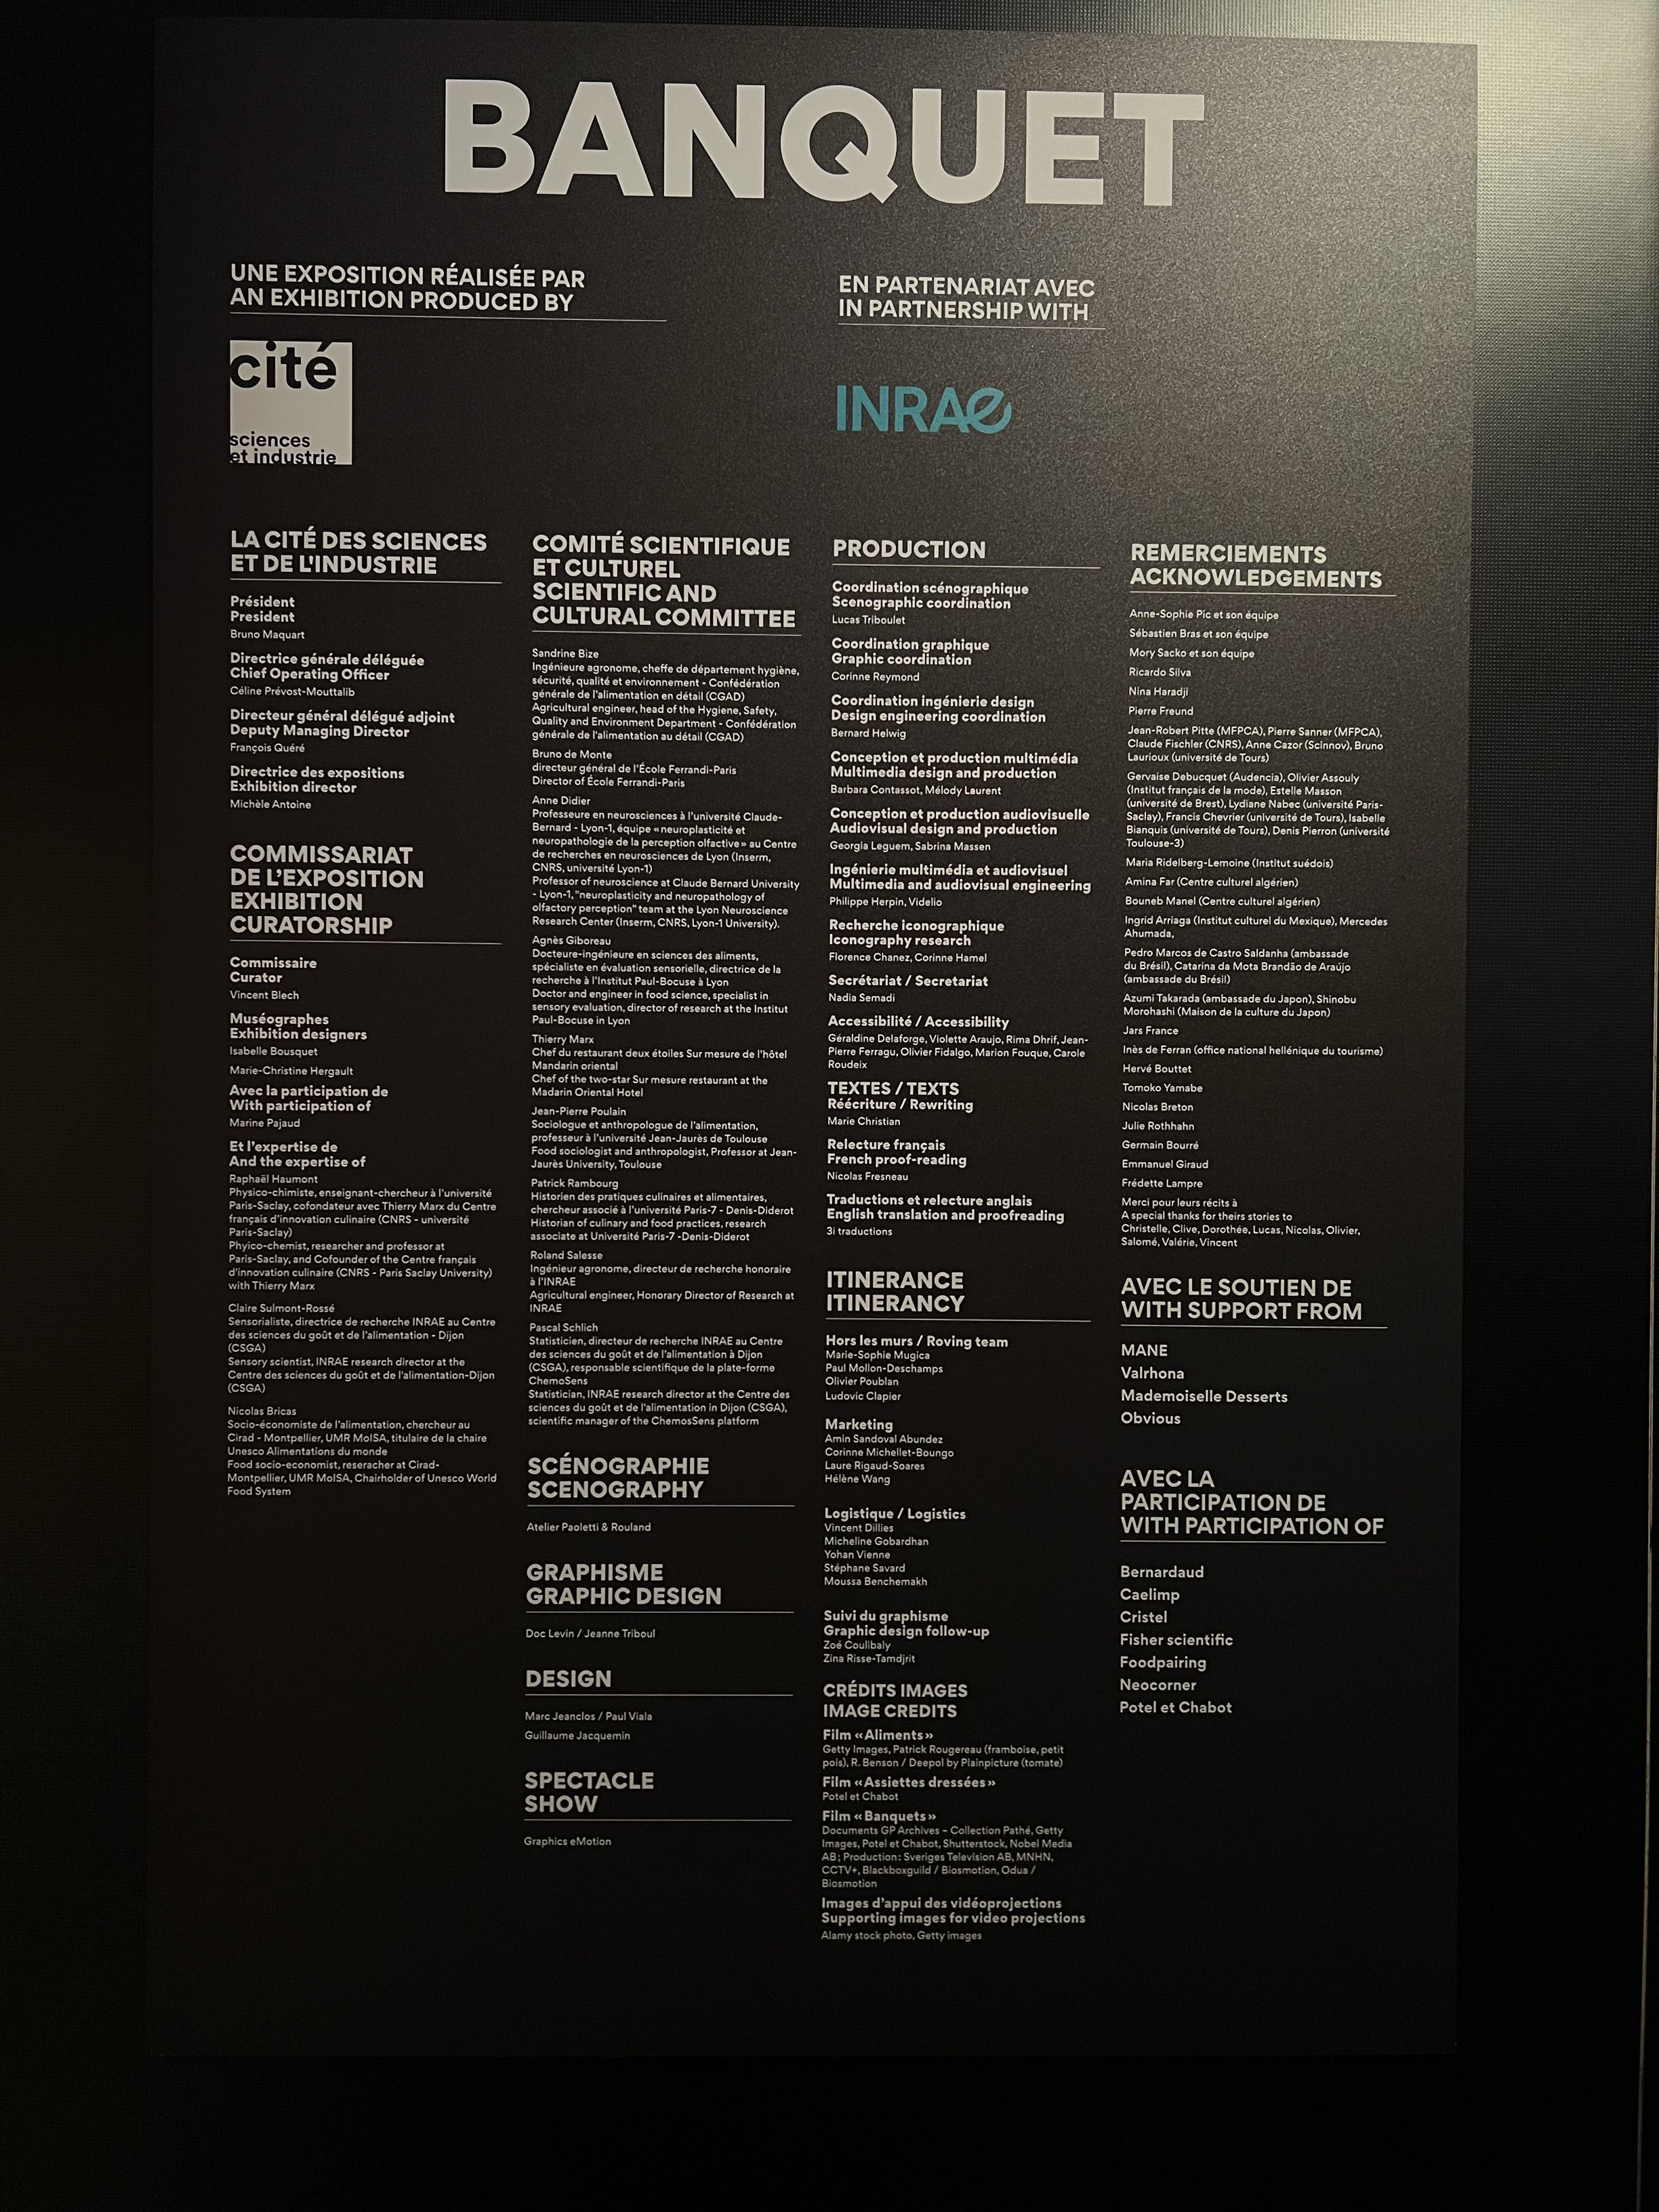 BANQUET
UNE EXPOSITION RÉALISÉE PAR
AN EXHIBITION PRODUCED BY
cité
sciences
et industrie
EN PARTENARIAT AVEC
IN PARTNERSHIP WITH
INRAE
LA CITÉ DES SCIENCES
ET DE L'INDUSTRIE
Président
President
Bruno Maquart
Directrice générale déléguée
Chief Operating Officer
Céline Prévost-Mouttalib
Directeur général délégué adjoint
Deputy Managing Director
François Quéré
Directrice des expositions
Exhibition director
Michèle Antoine
COMMISSARIAT
DE L'EXPOSITION
EXHIBITION
CURATORSHIP
Commissaire
Curator
Vincent Blech
Muséographes
Exhibition designers
Isabelle Bousquet
Marie-Christine Hergault
Avec la participation de
With participation of
Marine Pajaud
Et l'expertise de
And the expertise of
Raphaël Haumont
Physico-chimiste, enseignant-chercheur à l'université
Paris-Saclay, cofondateur avec Thierry Marx du Centre
français d'innovation culinaire (CNRS - université
Paris-Saclay)
Phyico-chemist, researcher and professor at
Paris-Saclay, and Cofounder of the Centre français
d'innovation culinaire (CNRS - Paris Saclay University)
with Thierry Marx
Claire Sulmont-Rossé
Sensorialiste, directrice de recherche INRAE au Centre
des sciences du goût et de l'alimentation - Dijon
(CSGA)
Sensory scientist, INRAE research director at the
Centre des sciences du goût et de l'alimentation-Dijon
(CSGA)
Nicolas Bricas
Socio-économiste de l'alimentation, chercheur au
Cirad - Montpellier, UMR MoISA, titulaire de la chaire
Unesco Alimentations du monde
Food socio-economist, reseracher at Cirad-
Montpellier, UMR MoISA, Chairholder of Unesco World
Food System
COMITÉ SCIENTIFIQUE
ET CULTUREL
SCIENTIFIC AND
CULTURAL COMMITTEE
Sandrine Bize
Ingénieure agronome, cheffe de département hygiène,
sécurité, qualité et environnement - Confédération
générale de l'alimentation en détail (CGAD)
Agricultural engineer, head of the Hygiene, Safety,
Quality and Environment Department - Confédération
générale de l'alimentation au détail (CGAD)
Bruno de Monte
directeur général de l'École Ferrandi-Paris
Director of École Ferrandi-Paris
Anne Didier
Professeure en neurosciences à l'université Claude-
Bernard - Lyon-1, équipe «neuroplasticité et
neuropathologie de la perception olfactive» au Centre
de recherches en neurosciences de Lyon (Inserm,
CNRS, université Lyon-1)
Professor of neuroscience at Claude Bernard University
- Lyon-1, "neuroplasticity and neuropathology of
olfactory perception" team at the Lyon Neuroscience
Research Center (Inserm, CNRS, Lyon-1 University).
Agnès Giboreau
Docteure-ingénieure en sciences des aliments,
spécialiste en évaluation sensorielle, directrice de la
recherche à l'Institut Paul-Bocuse à Lyon
Doctor and engineer in food science, specialist in
sensory evaluation, director of research at the Institut
Paul-Bocuse in Lyon
Thierry Marx
Chef du restaurant deux étoiles Sur mesure de l'hôtel
Mandarin oriental
Chef of the two-star Sur mesure restaurant at the
Madarin Oriental Hotel
Jean-Pierre Poulain
Sociologue et anthropologue de l'alimentation,
professeur à l'université Jean-Jaurès de Toulouse
Food sociologist and anthropologist, Professor at Jean-
Jaurès University, Toulouse
Patrick Rambourg
Historien des pratiques culinaires et alimentaires,
chercheur associé à l'université Paris-7 - Denis-Diderot
Historian of culinary and food practices, research
associate at Université Paris-7 -Denis-Diderot
Roland Salesse
Ingénieur agronome, directeur de recherche honoraire
à l'INRAE
Agricultural engineer, Honorary Director of Research at
INRAE
Pascal Schlich
Statisticien, directeur de recherche INRAE au Centre
des sciences du goût et de l'alimentation à Dijon
(CSGA), responsable scientifique de la plate-forme
ChemoSens
Statistician, INRAE research director at the Centre des
sciences du goût et de l'alimentation in Dijon (CSGA),
scientific manager of the ChemosSens platform
SCÉNOGRAPHIE
SCENOGRAPHY
Atelier Paoletti & Rouland
GRAPHISME
GRAPHIC DESIGN
Doc Levin / Jeanne Triboul
DESIGN
Marc Jeanclos / Paul Viala
Guillaume Jacquemin
SPECTACLE
SHOW
Graphics eMotion
PRODUCTION
Coordination scénographique
Scenographic coordination
Lucas Triboulet
Coordination graphique
Graphic coordination
Corinne Reymond
Coordination ingénierie design
Design engineering coordination
Bernard Helwig
Conception et production multimédia
Multimedia design and production
Barbara Contassot, Mélody Laurent
Conception et production audiovisuelle
Audiovisual design and production
Georgia Leguem, Sabrina Massen
Ingénierie multimédia et audiovisuel
Multimedia and audiovisual engineering
Philippe Herpin, Videlio
Recherche iconographique
Iconography research
Florence Chanez, Corinne Hamel
Secrétariat / Secretariat
Nadia Semadi
Accessibilité / Accessibility
Géraldine Delaforge, Violette Araujo, Rima Dhrif, Jean-
Pierre Ferragu, Olivier Fidalgo, Marion Fouque, Carole
Roudeix
TEXTES / TEXTS
Réécriture / Rewriting
Marie Christian
Relecture français
French proof-reading
Nicolas Fresneau
Traductions et relecture anglais
English translation and proofreading
3i traductions
ITINERANCE
ITINERANCY
Hors les murs / Roving team
Marie-Sophie Mugica
Paul Mollon-Deschamps
Olivier Poublan
Ludovic Clapier
Marketing
Amin Sandoval Abundez
Corinne Michellet-Boungo
Laure Rigaud-Soares
Hélène Wang
Logistique / Logistics
Vincent Dillies
Micheline Gobardhan
Yohan Vienne
Stéphane Savard
Moussa Benchemakh
Suivi du graphisme
Graphic design follow-up
Zoé Coullbaly
Zina Risse-Tamdjrit
CRÉDITS IMAGES
IMAGE CREDITS
Film «Aliments»
Getty Images, Patrick Rougereau (framboise, petit
pois), R. Benson / Deepol by Plainpicture (tomate)
Film «Assiettes dressées»
Potel et Chabot
Film «Banquets»
Documents GP Archives – Collection Pathé, Getty
Images, Potel et Chabot, Shutterstock, Nobel Media
AB; Production: Sveriges Television AB, MNHN,
CCTV+, Blackboxguild / Biosmotion, Odua /
Biosmotion
Images d'appui des vidéoprojections
Supporting images for video projections
Alamy stock photo, Getty images
REMERCIEMENTS
ACKNOWLEDGEMENTS
Anne-Sophie Pic et son équipe
Sébastien Bras et son équipe
Mory Sacko et son équipe
Ricardo Silva
Nina Haradji
Pierre Freund
Jean-Robert Pitte (MFPCA), Pierre Sanner (MFPCA),
Claude Fischler (CNRS), Anne Cazor (ScInnov), Bruno
Laurioux (université de Tours)
Gervaise Debucquet (Audencia), Olivier Assouly
(Institut français de la mode), Estelle Masson
(université de Brest), Lydiane Nabec (université Paris-
Saclay), Francis Chevrier (université de Tours), Isabelle
Bianquis (université de Tours), Denis Pierron (université
Toulouse-3)
Maria Ridelberg-Lemoine (Institut suédois)
Amina Far (Centre culturel algérien)
Bouneb Manel (Centre culturel algérien)
Ingrid Arriaga (Institut culturel du Mexique), Mercedes
Ahumada,
Pedro Marcos de Castro Saldanha (ambassade
du Brésil), Catarina da Mota Brandão de Araújo
(ambassade du Brésil)
Azumi Takarada (ambassade du Japon), Shinobu
Morohashi (Maison de la culture du Japon)
Jars France
Inès de Ferran (office national hellénique du tourisme)
Hervé Bouttet
Tomoko Yamabe
Nicolas Breton
Julie Rothhahn
Germain Bourré
Emmanuel Giraud
Frédette Lampre
Merci pour leurs récits à
A special thanks for theirs stories to
Christelle, Clive, Dorothée, Lucas, Nicolas, Olivier,
Salomé, Valérie, Vincent
AVEC LE SOUTIEN DE
WITH SUPPORT FROM
MANE
Valrhona
Mademoiselle Desserts
Obvious
AVEC LA
PARTICIPATION DE
WITH PARTICIPATION OF
Bernardaud
Caelimp
Cristel
Fisher scientific
Foodpairing
Neocorner
Potel et Chabot